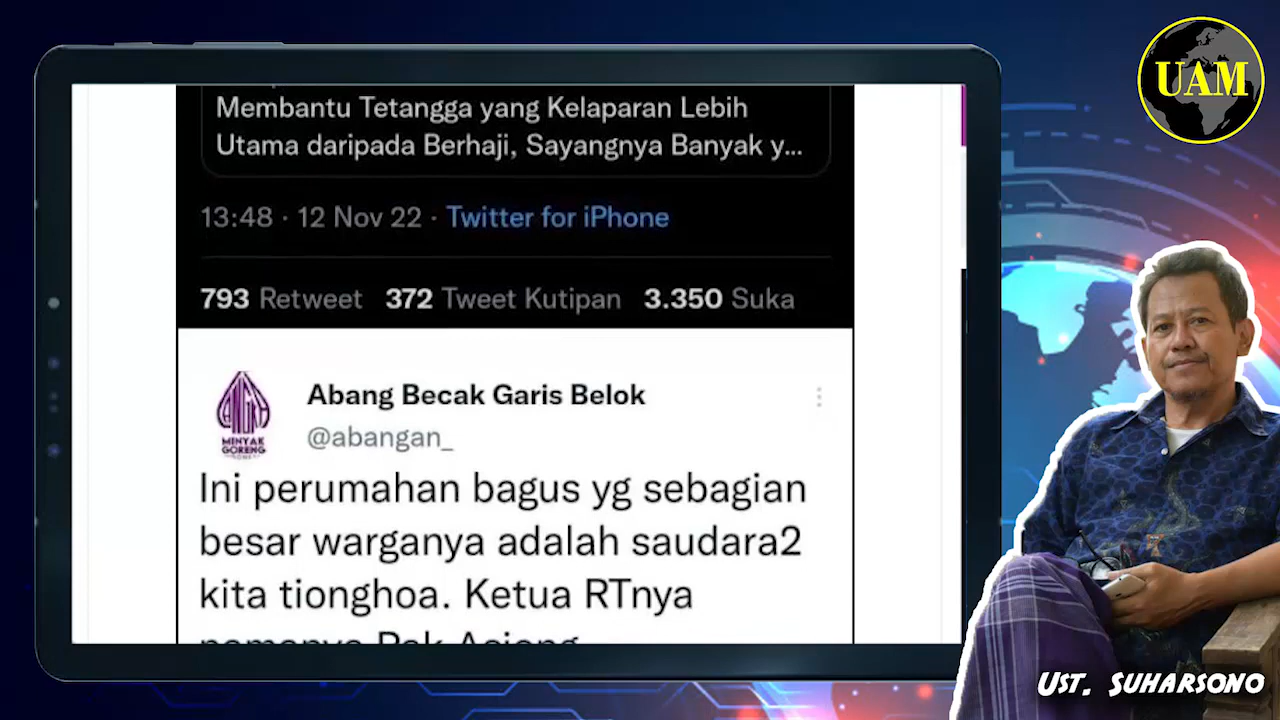 Membantu Tetangga yang Kelaparan Lebih
Utama daripada Berhaji, Sayangnya Banyak y...
13:48 · 12 Nov 22 · Twitter for iPhone
793 Retweet 372 Tweet Kutipan 3.350 Suka
MINYAK
GORENG
Abang Becak Garis Belok
@abangan_
Ini perumahan bagus yg sebagian
besar warganya adalah saudara2
kita tionghoa. Ketua RTnya
UAM
UST. SUHARSONO